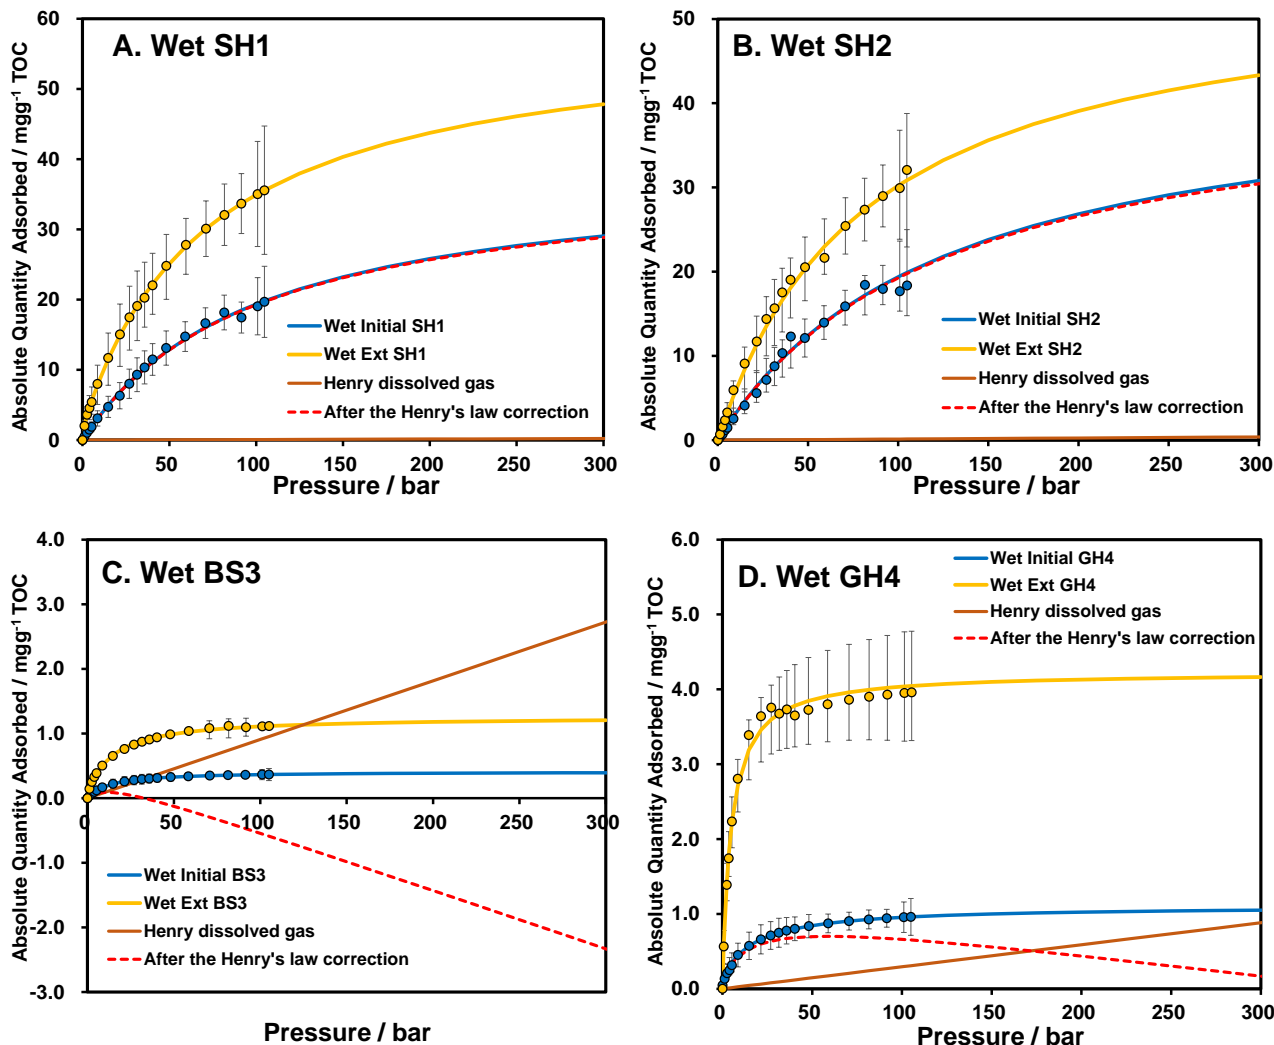 A. Wet SH1
Absolute Quantity Adsorbed / mgg⁻¹ TOC
60
50
40
30
20
10
0
Wet Initial SH1
Wet Ext SH1
Henry dissolved gas
After the Henry's law correction
0 50 100 150 200 250 300
Pressure / bar
B. Wet SH2
Absolute Quantity Adsorbed / mgg⁻¹ TOC
50
40
30
20
10
0
Wet Initial SH2
Wet Ext SH2
Henry dissolved gas
After the Henry's law correction
0 50 100 150 200 250 300
Pressure / bar
C. Wet BS3
Absolute Quantity Adsorbed / mgg⁻¹ TOC
4.0
3.0
2.0
1.0
0.0
-1.0
-2.0
-3.0
0 50 100 150 200 250 300
Wet Initial BS3
Wet Ext BS3
Henry dissolved gas
After the Henry's law correction
Pressure / bar
D. Wet GH4
Absolute Quantity Adsorbed / mgg⁻¹ TOC
6.0
5.0
4.0
3.0
2.0
1.0
0.0
Wet Initial GH4
Wet Ext GH4
Henry dissolved gas
After the Henry's law correction
0 50 100 150 200 250 300
Pressure / bar